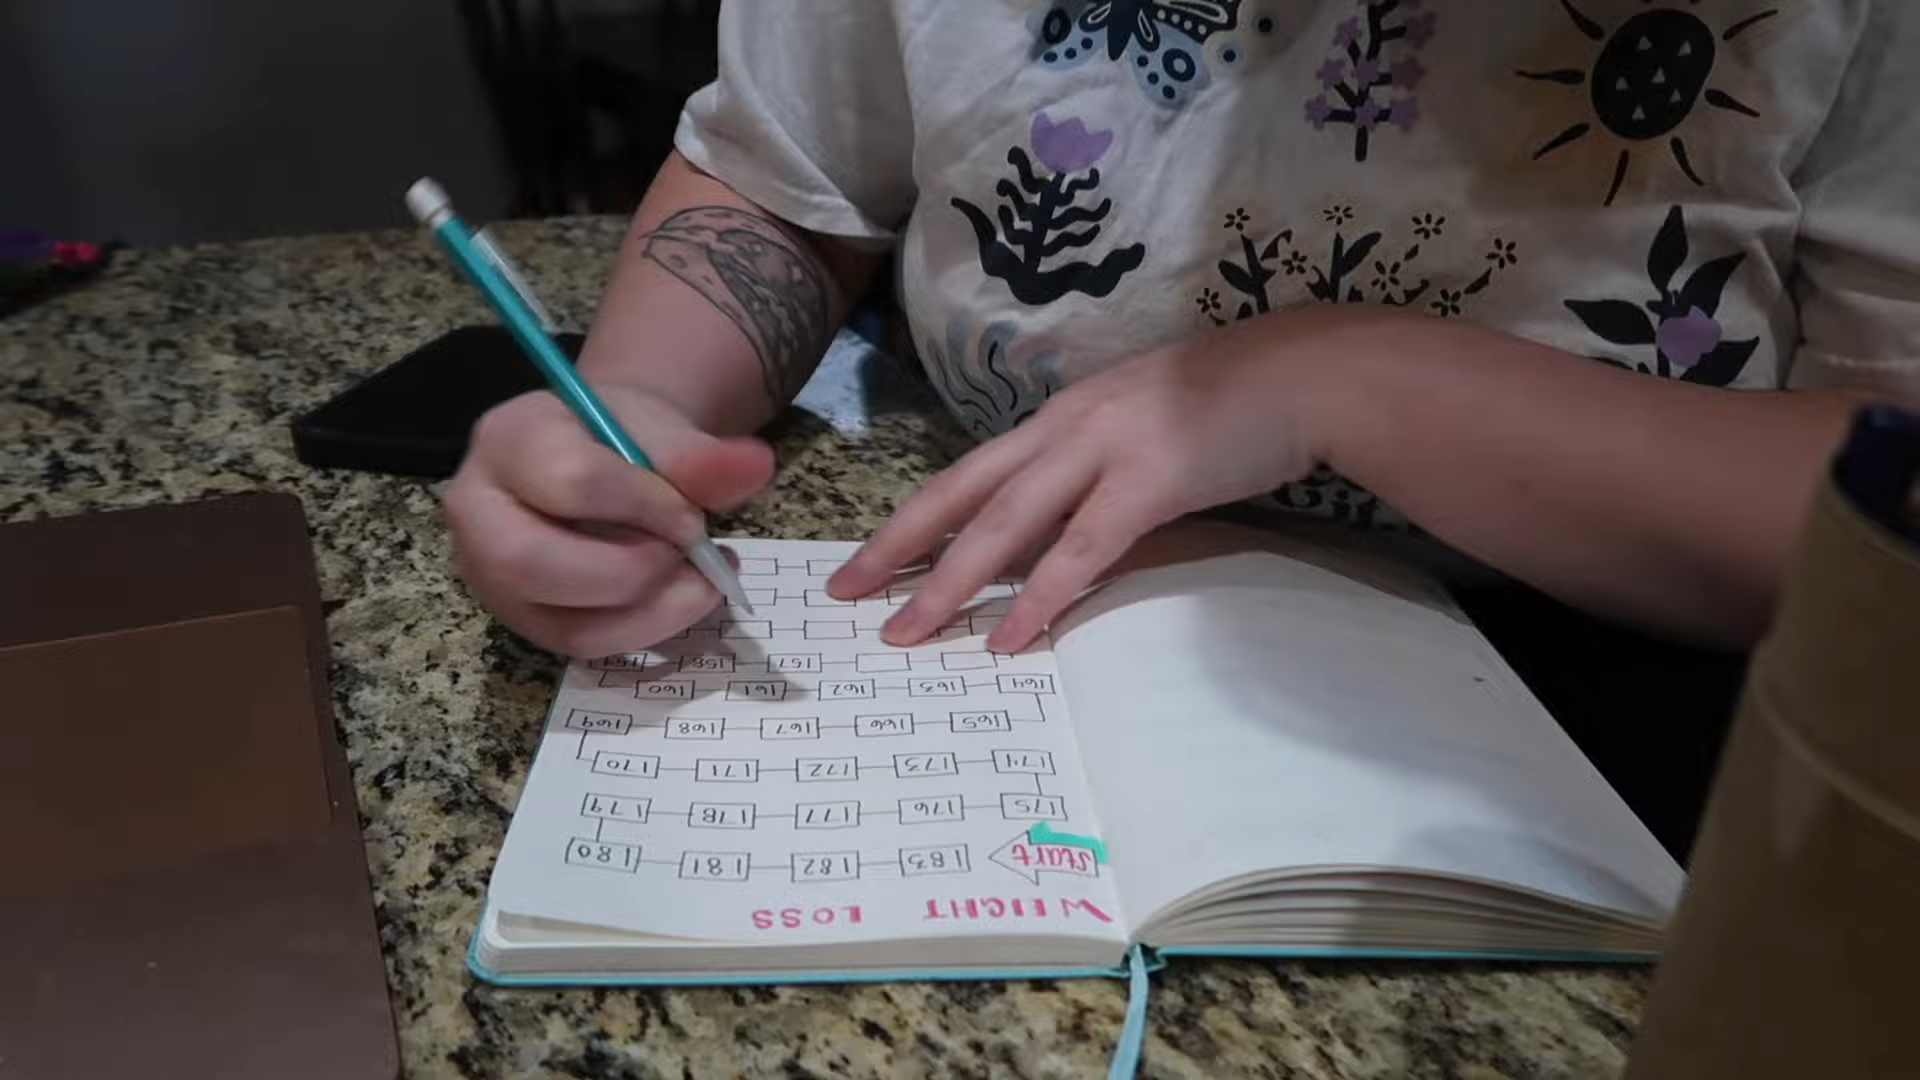 WEIGHT LOSS
start 183 182 181 180
175 176 177 178 179
174 173 172 171 170
165 166 167 168 169
164 163 162 161 160
157 158 159